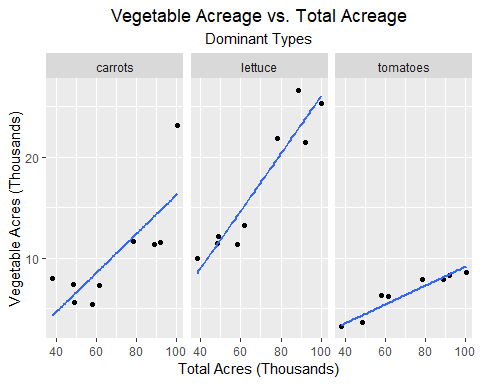 Vegetable Acreage vs. Total Acreage
Dominant Types
carrots
lettuce
tomatoes
Vegetable Acres (Thousands)
20
10
40 60 80 100 40 60 80 100 40 60 80 100
Total Acres (Thousands)